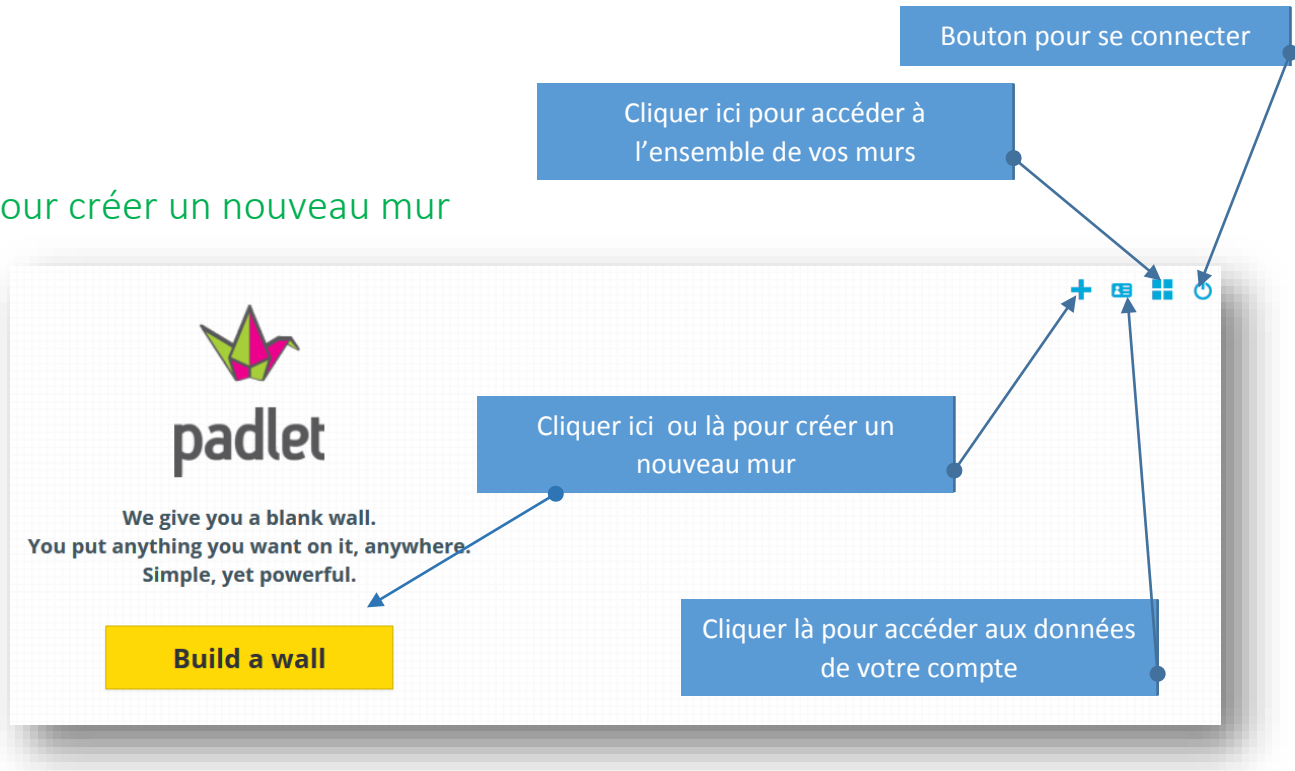 Bouton pour se connecter
Cliquer ici pour accéder à
l’ensemble de vos murs
our créer un nouveau mur
padlet
Cliquer ici ou là pour créer un
nouveau mur
We give you a blank wall.
You put anything you want on it, anywhere.
Simple, yet powerful.
Build a wall
Cliquer là pour accéder aux données
de votre compte